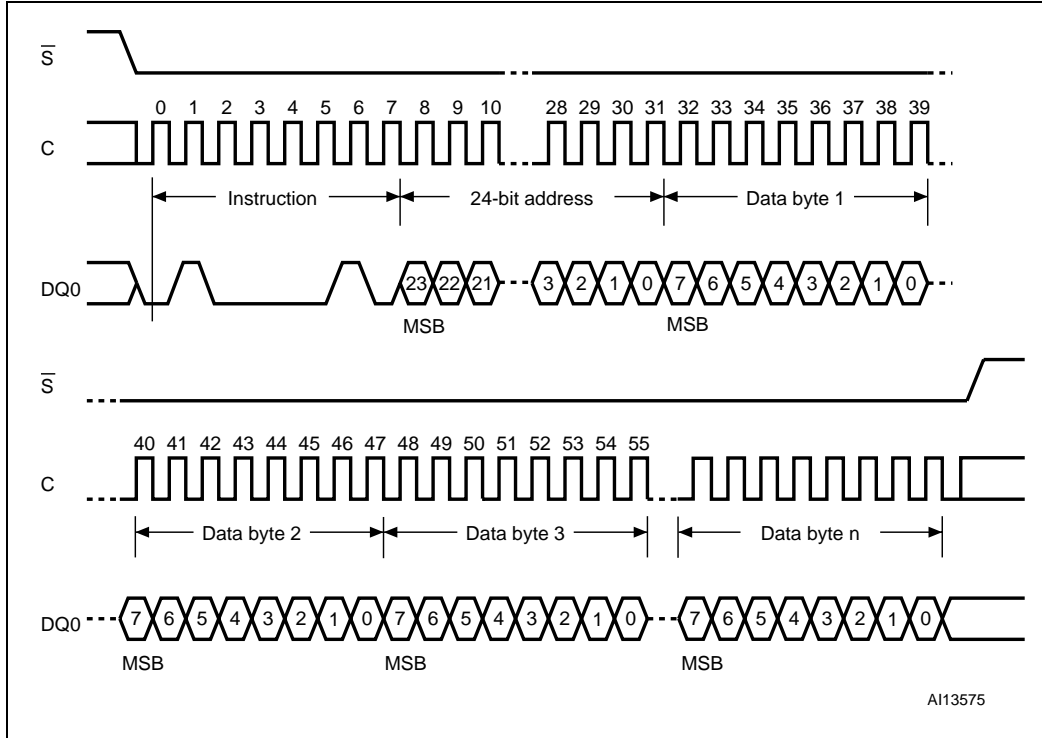 S
0 1 2 3 4 5 6 7 8 9 10 28 29 30 31 32 33 34 35 36 37 38 39
C
Instruction 24-bit address Data byte 1
DQ0 23 22 21 3 2 1 0 7 6 5 4 3 2 1 0
MSB MSB
S
40 41 42 43 44 45 46 47 48 49 50 51 52 53 54 55
C
Data byte 2 Data byte 3 Data byte n
DQ0 7 6 5 4 3 2 1 0 7 6 5 4 3 2 1 0 7 6 5 4 3 2 1 0
MSB MSB MSB
AI13575